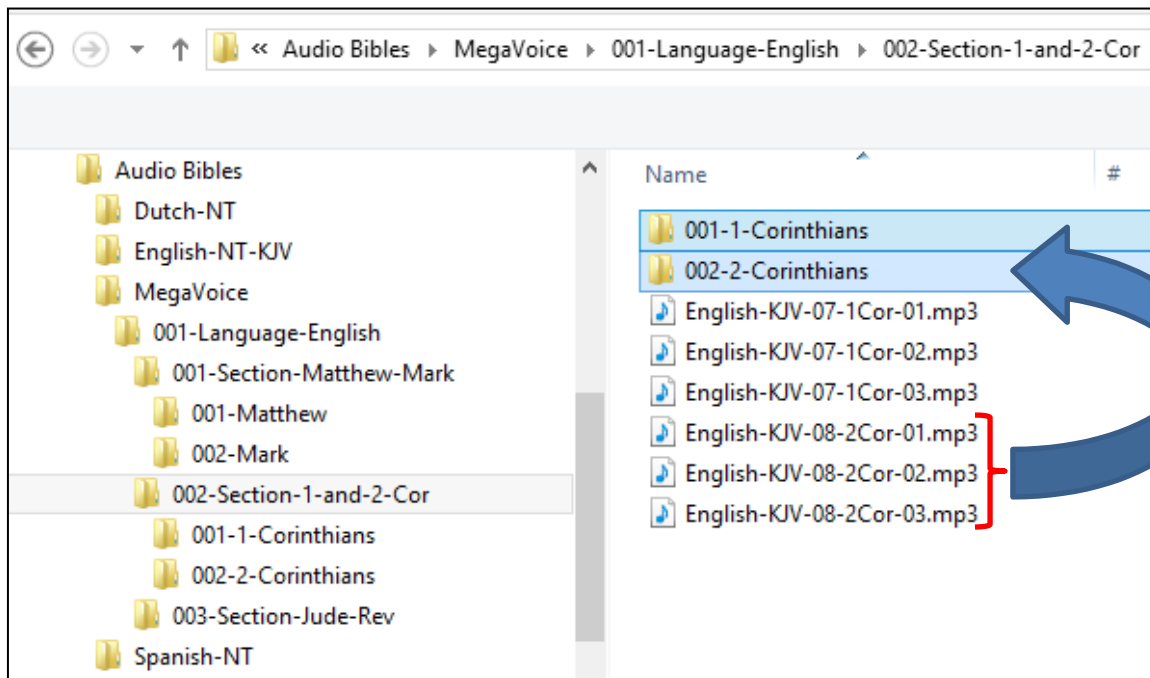 « Audio Bibles MegaVoice 001-Language-English 002-Section-1-and-2-Cor
Audio Bibles
Dutch-NT
English-NT-KJV
MegaVoice
001-Language-English
001-Section-Matthew-Mark
001-Matthew
002-Mark
002-Section-1-and-2-Cor
001-1-Corinthians
002-2-Corinthians
003-Section-Jude-Rev
Spanish-NT
Name #
001-1-Corinthians
002-2-Corinthians
English-KJV-07-1Cor-01.mp3
English-KJV-07-1Cor-02.mp3
English-KJV-07-1Cor-03.mp3
English-KJV-08-2Cor-01.mp3
English-KJV-08-2Cor-02.mp3
English-KJV-08-2Cor-03.mp3